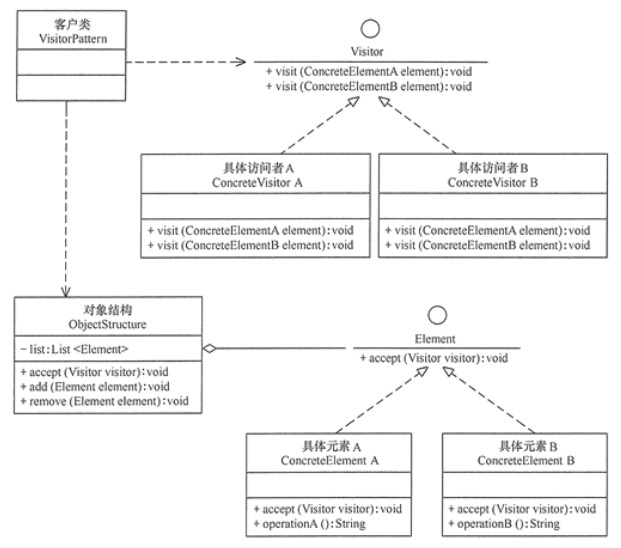 客户类
VisitorPattern
Visitor
+ visit (ConcreteElementA element): void
+ visit (ConcreteElementB element): void
具体访问者A
ConcreteVisitor A
+ visit (ConcreteElementA element): void
+ visit (ConcreteElementB element): void
具体访问者B
ConcreteVisitor B
+ visit (ConcreteElementA element): void
+ visit (ConcreteElementB element): void
对象结构
ObjectStructure
- list: List <Element>
+ accept (Visitor visitor): void
+ add (Element element): void
+ remove (Element element): void
Element
+ accept (Visitor visitor): void
具体元素A
ConcreteElement A
+ accept (Visitor visitor): void
+ operationA (): String
具体元素B
ConcreteElement B
+ accept (Visitor visitor): void
+ operationB (): String